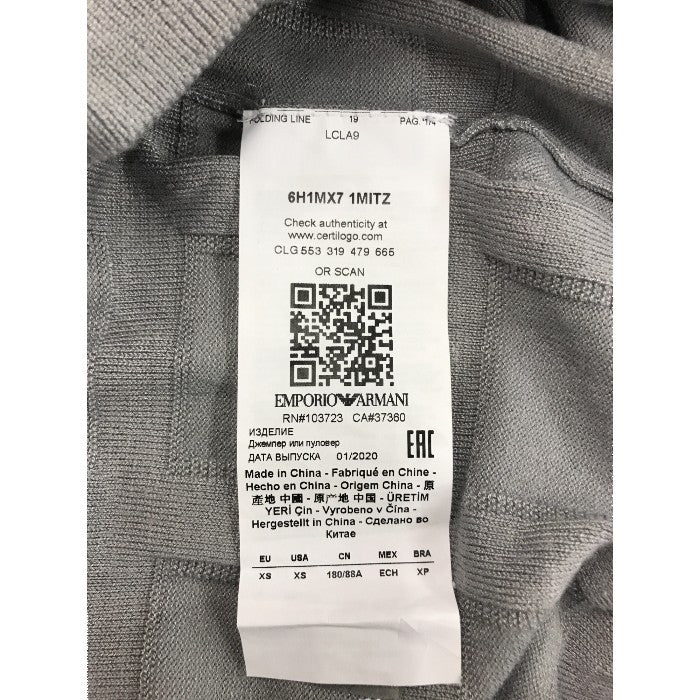 FOLDING LINE 19 PAG. 1/4
LCLA9
6H1MX7 1MITZ
Check authenticity at
www.certilogo.com
CLG 553 319 479 665
OR SCAN
EMPORIO ARMANI
RN#103723 CA#37360
ИЗДЕЛИЕ
Джемпер или пуловер
ДАТА ВЫПУСКА 01/2020
EAC
Made in China - Fabriqué en Chine -
Hecho en China - Origem China - 原
產地 中國 - 原产地 中国 - ÜRETİM
YERİ Çin - Vyrobeno v Čína -
Hergestellt in China - Сделано во
Китае
EU USA CN MEX BRA
XS XS 180/88A ECH XP